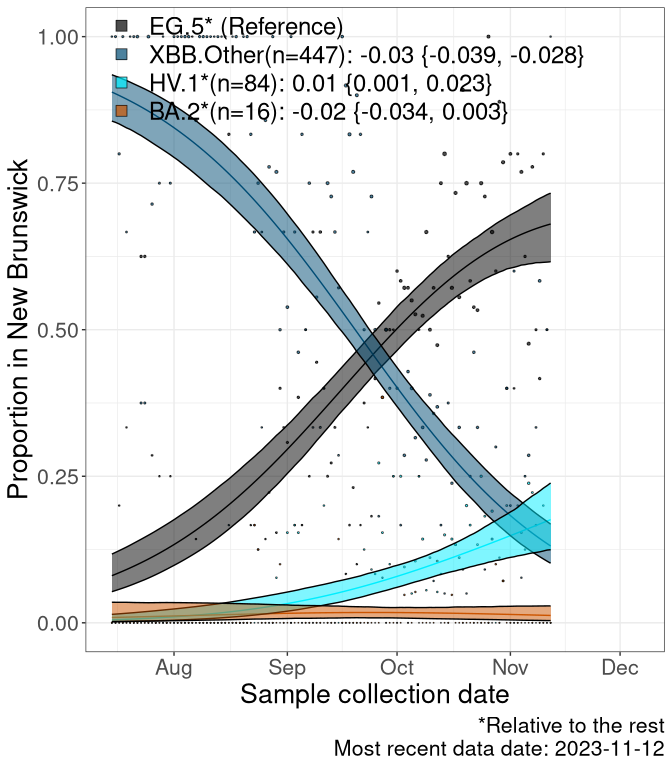 EG.5* (Reference)
XBB.Other(n=447): -0.03 {-0.039, -0.028}
HV.1*(n=84): 0.01 {0.001, 0.023}
BA.2*(n=16): -0.02 {-0.034, 0.003}
Proportion in New Brunswick
1.00
0.75
0.50
0.25
0.00
Aug Sep Oct Nov Dec
Sample collection date
*Relative to the rest
Most recent data date: 2023-11-12